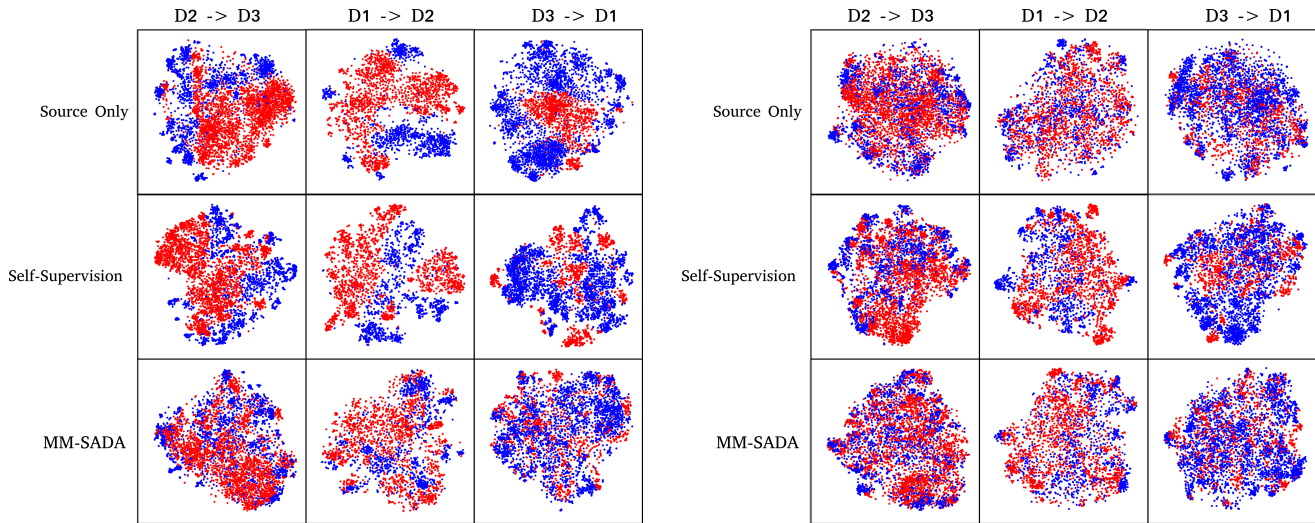 D2 -> D3 D1 -> D2 D3 -> D1 D2 -> D3 D1 -> D2 D3 -> D1
Source Only Source Only
Self-Supervision Self-Supervision
MM-SADA MM-SADA